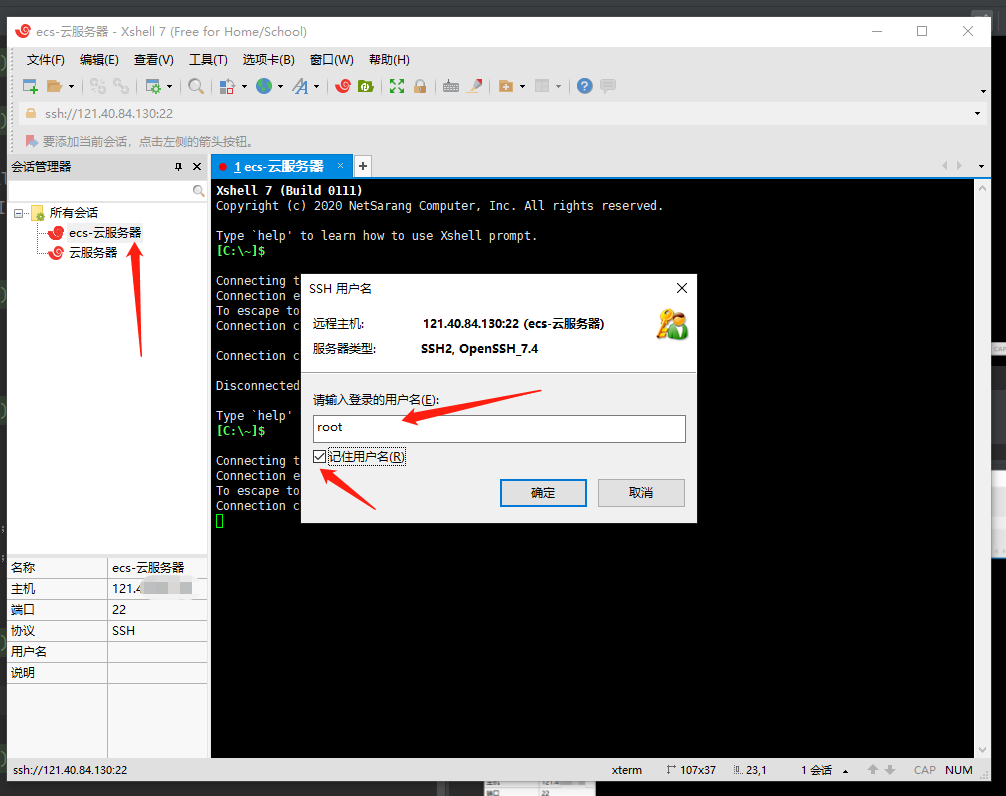 ecs-云服务器 - Xshell 7 (Free for Home/School)
文件(F) 编辑(E) 查看(V) 工具(T) 选项卡(B) 窗口(W) 帮助(H)
ssh://121.40.84.130:22
要添加当前会话，点击左侧的箭头按钮。
会话管理器
1 ecs-云服务器
所有会话
ecs-云服务器
云服务器
Xshell 7 (Build 0111)
Copyright (c) 2020 NetSarang Computer, Inc. All rights reserved.
Type `help' to learn how to use Xshell prompt.
[C:\~]$
Connecting t
Connection e
To escape to
Connection c
Connection c
Disconnected
Type `help'
[C:\~]$
Connecting t
Connection e
To escape to
Connection c
SSH 用户名
远程主机: 121.40.84.130:22 (ecs-云服务器)
服务器类型: SSH2, OpenSSH_7.4
请输入登录的用户名(E):
root
记住用户名(R)
确定 取消
名称 ecs-云服务器
主机 121.4
端口 22
协议 SSH
用户名
说明
ssh://121.40.84.130:22 xterm 107x37 23,1 1 会话 CAP NUM
端口 22